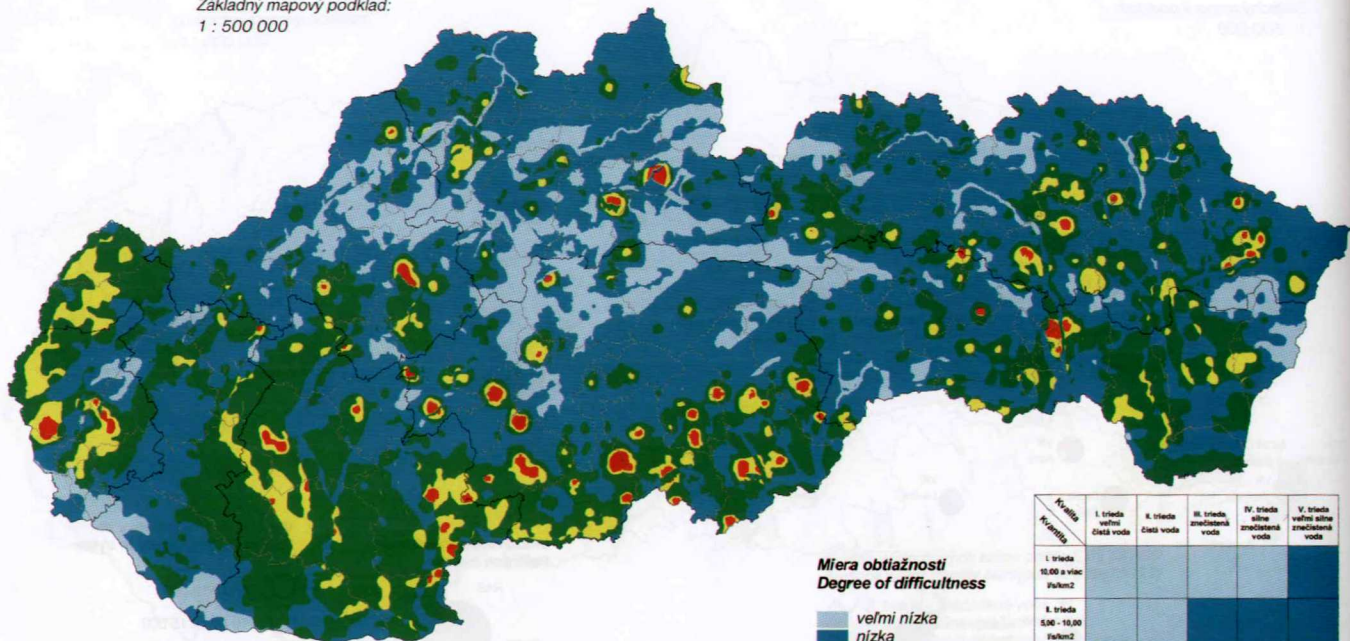 Základný mapový podklad:
1 : 500 000
Miera obtiažnosti
Degree of difficultness
veľmi nízka
nízka
Kvalita
Kvantita
I. trieda
veľmi
čistá voda
II. trieda
čistá voda
III. trieda
znečistená
voda
IV. trieda
silne
znečistená
voda
V. trieda
veľmi silne
znečistená
voda
I. trieda
10,00 a viac
l/s/km2
II. trieda
5,00 - 10,00
l/s/km2